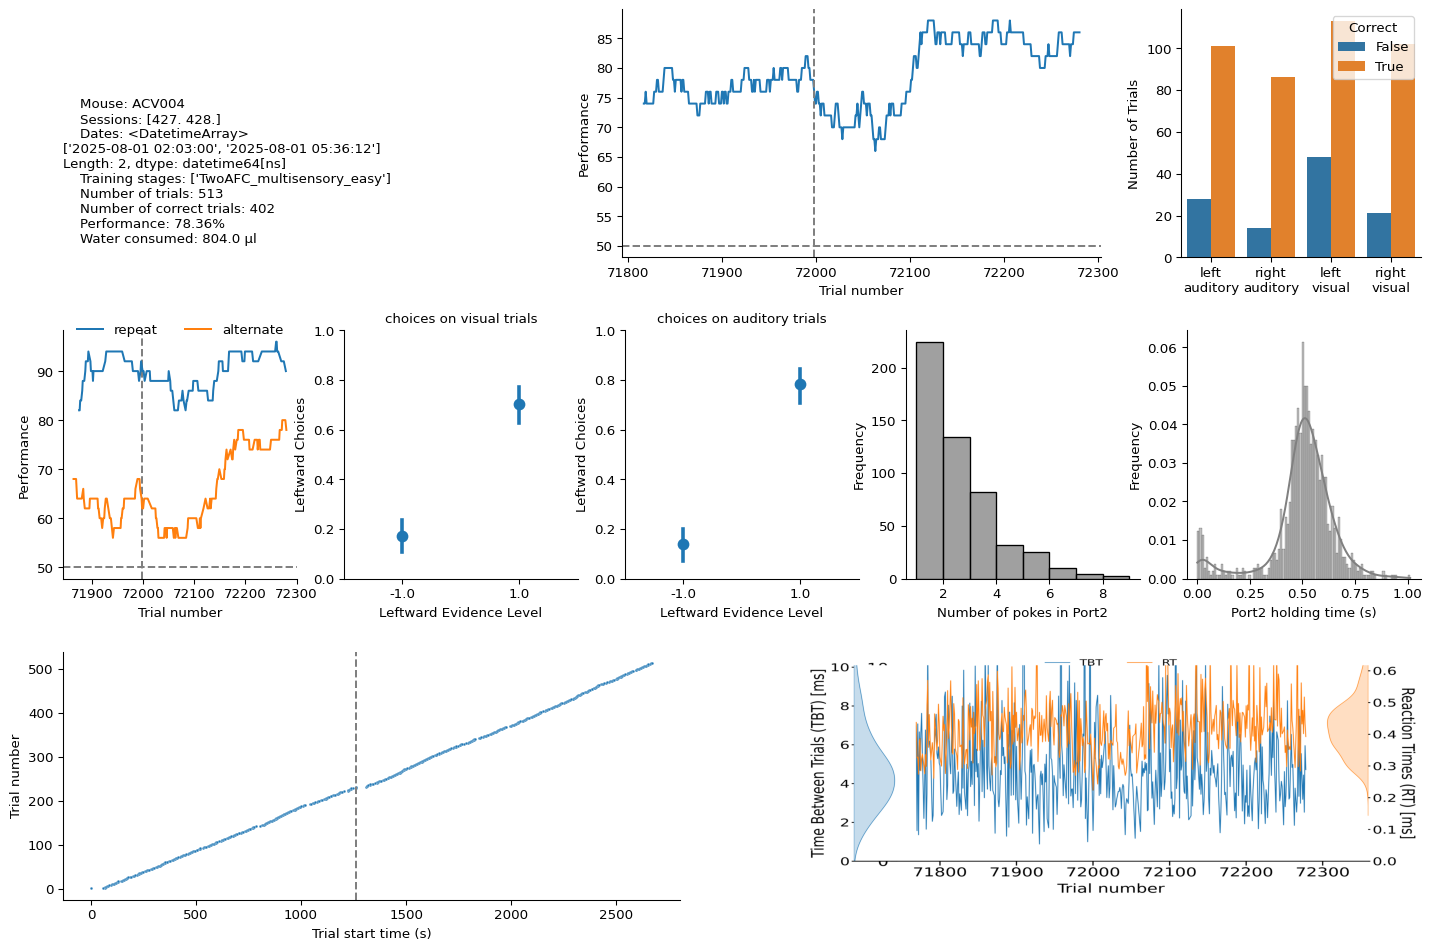 Mouse: ACV004
Sessions: [427. 428.]
Dates: <DatetimeArray>
['2025-08-01 02:03:00', '2025-08-01 05:36:12']
Length: 2, dtype: datetime64[ns]
Training stages: ['TwoAFC_multisensory_easy']
Number of trials: 513
Number of correct trials: 402
Performance: 78.36%
Water consumed: 804.0 µl
Performance
85
80
75
70
65
60
55
50
71800 71900 72000 72100 72200 72300
Trial number
Number of Trials
100
80
60
40
20
0
Correct
False
True
left auditory
right auditory
left visual
right visual
repeat alternate
Performance
90
80
70
60
50
71900 72000 72100 72200 72300
Trial number
choices on visual trials
Leftward Choices
1.0
0.8
0.6
0.4
0.2
0.0
-1.0 1.0
Leftward Evidence Level
choices on auditory trials
Leftward Choices
1.0
0.8
0.6
0.4
0.2
0.0
-1.0 1.0
Leftward Evidence Level
Frequency
200
150
100
50
0
2 4 6 8
Number of pokes in Port2
Frequency
0.06
0.05
0.04
0.03
0.02
0.01
0.00
0.00 0.25 0.50 0.75 1.00
Port2 holding time (s)
Trial number
500
400
300
200
100
0
0 500 1000 1500 2000 2500
Trial start time (s)
TBT RT
Time Between Trials (TBT) [ms]
10
8
6
4
2
0
71800 71900 72000 72100 72200 72300
Trial number
0.6
0.5
0.4
0.3
0.2
0.1
0.0
Reaction Times (RT) [ms]